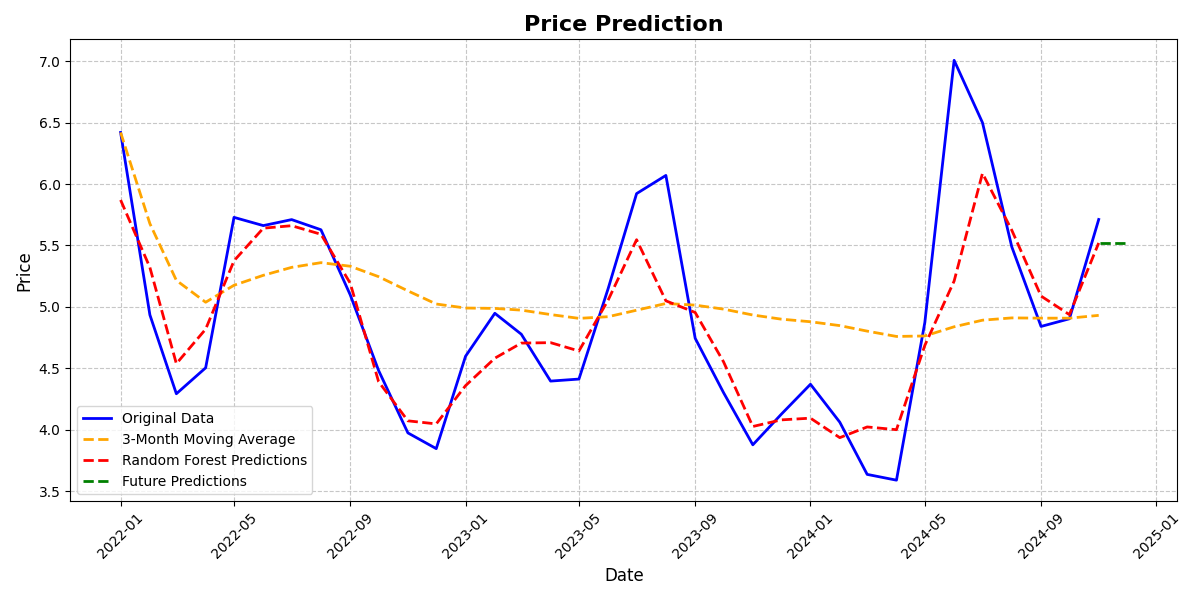 Price Prediction
Price
7.0
6.5
6.0
5.5
5.0
4.5
4.0
3.5
Original Data
3-Month Moving Average
Random Forest Predictions
Future Predictions
2022-01
2022-05
2022-09
2023-01
2023-05
2023-09
2024-01
2024-05
2024-09
2025-01
Date